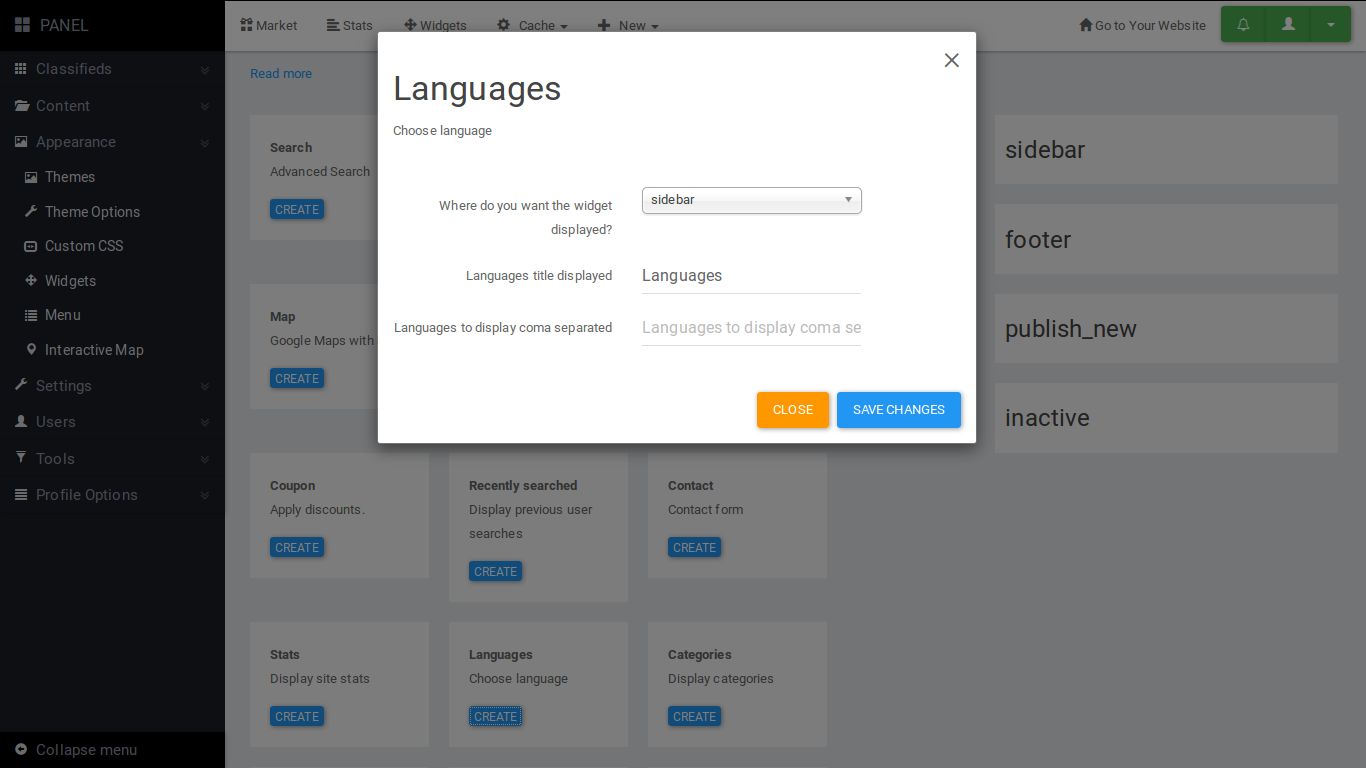 PANEL
Market
Stats
Widgets
Cache
New
Go to Your Website
Classifieds
Content
Appearance
Themes
Theme Options
Custom CSS
Widgets
Menu
Interactive Map
Settings
Users
Tools
Profile Options
Collapse menu
Read more
Languages
Choose language
Where do you want the widget
displayed?
sidebar
Languages title displayed
Languages
Languages to display coma separated
Languages to display coma se
CLOSE
SAVE CHANGES
Search
Advanced Search
CREATE
Map
Google Maps with
CREATE
Coupon
Apply discounts.
CREATE
Recently searched
Display previous user
searches
CREATE
Contact
Contact form
CREATE
Stats
Display site stats
CREATE
Languages
Choose language
CREATE
Categories
Display categories
CREATE
sidebar
footer
publish_new
inactive